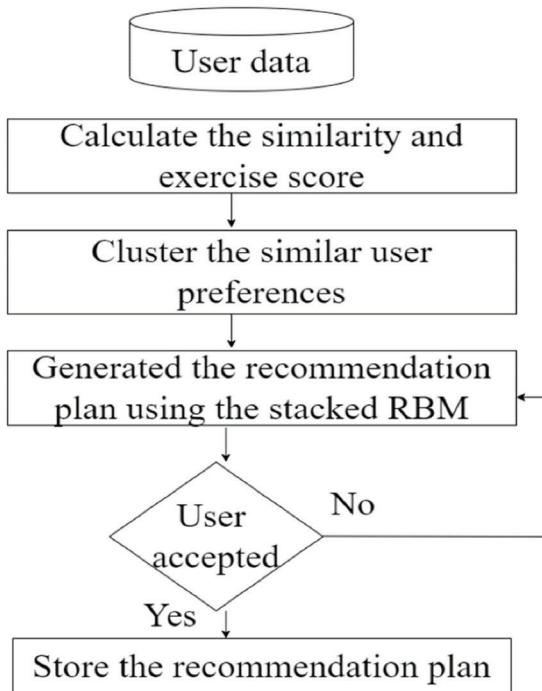 User data
Calculate the similarity and
exercise score
Cluster the similar user
preferences
Generated the recommendation
plan using the stacked RBM
User
accepted
No
Yes
Store the recommendation plan